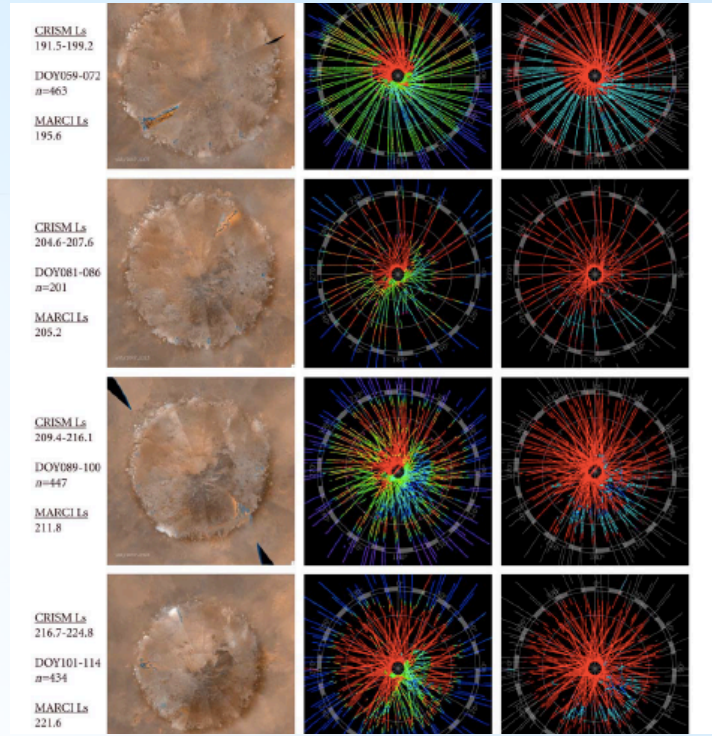 CRISM Ls
191.5-199.2
DOY059-072
n=463
MARCI Ls
195.6
CRISM Ls
204.6-207.6
DOY081-086
n=201
MARCI Ls
205.2
CRISM Ls
209.4-216.1
DOY089-100
n=447
MARCI Ls
211.8
CRISM Ls
216.7-224.8
DOY101-114
n=434
MARCI Ls
221.6